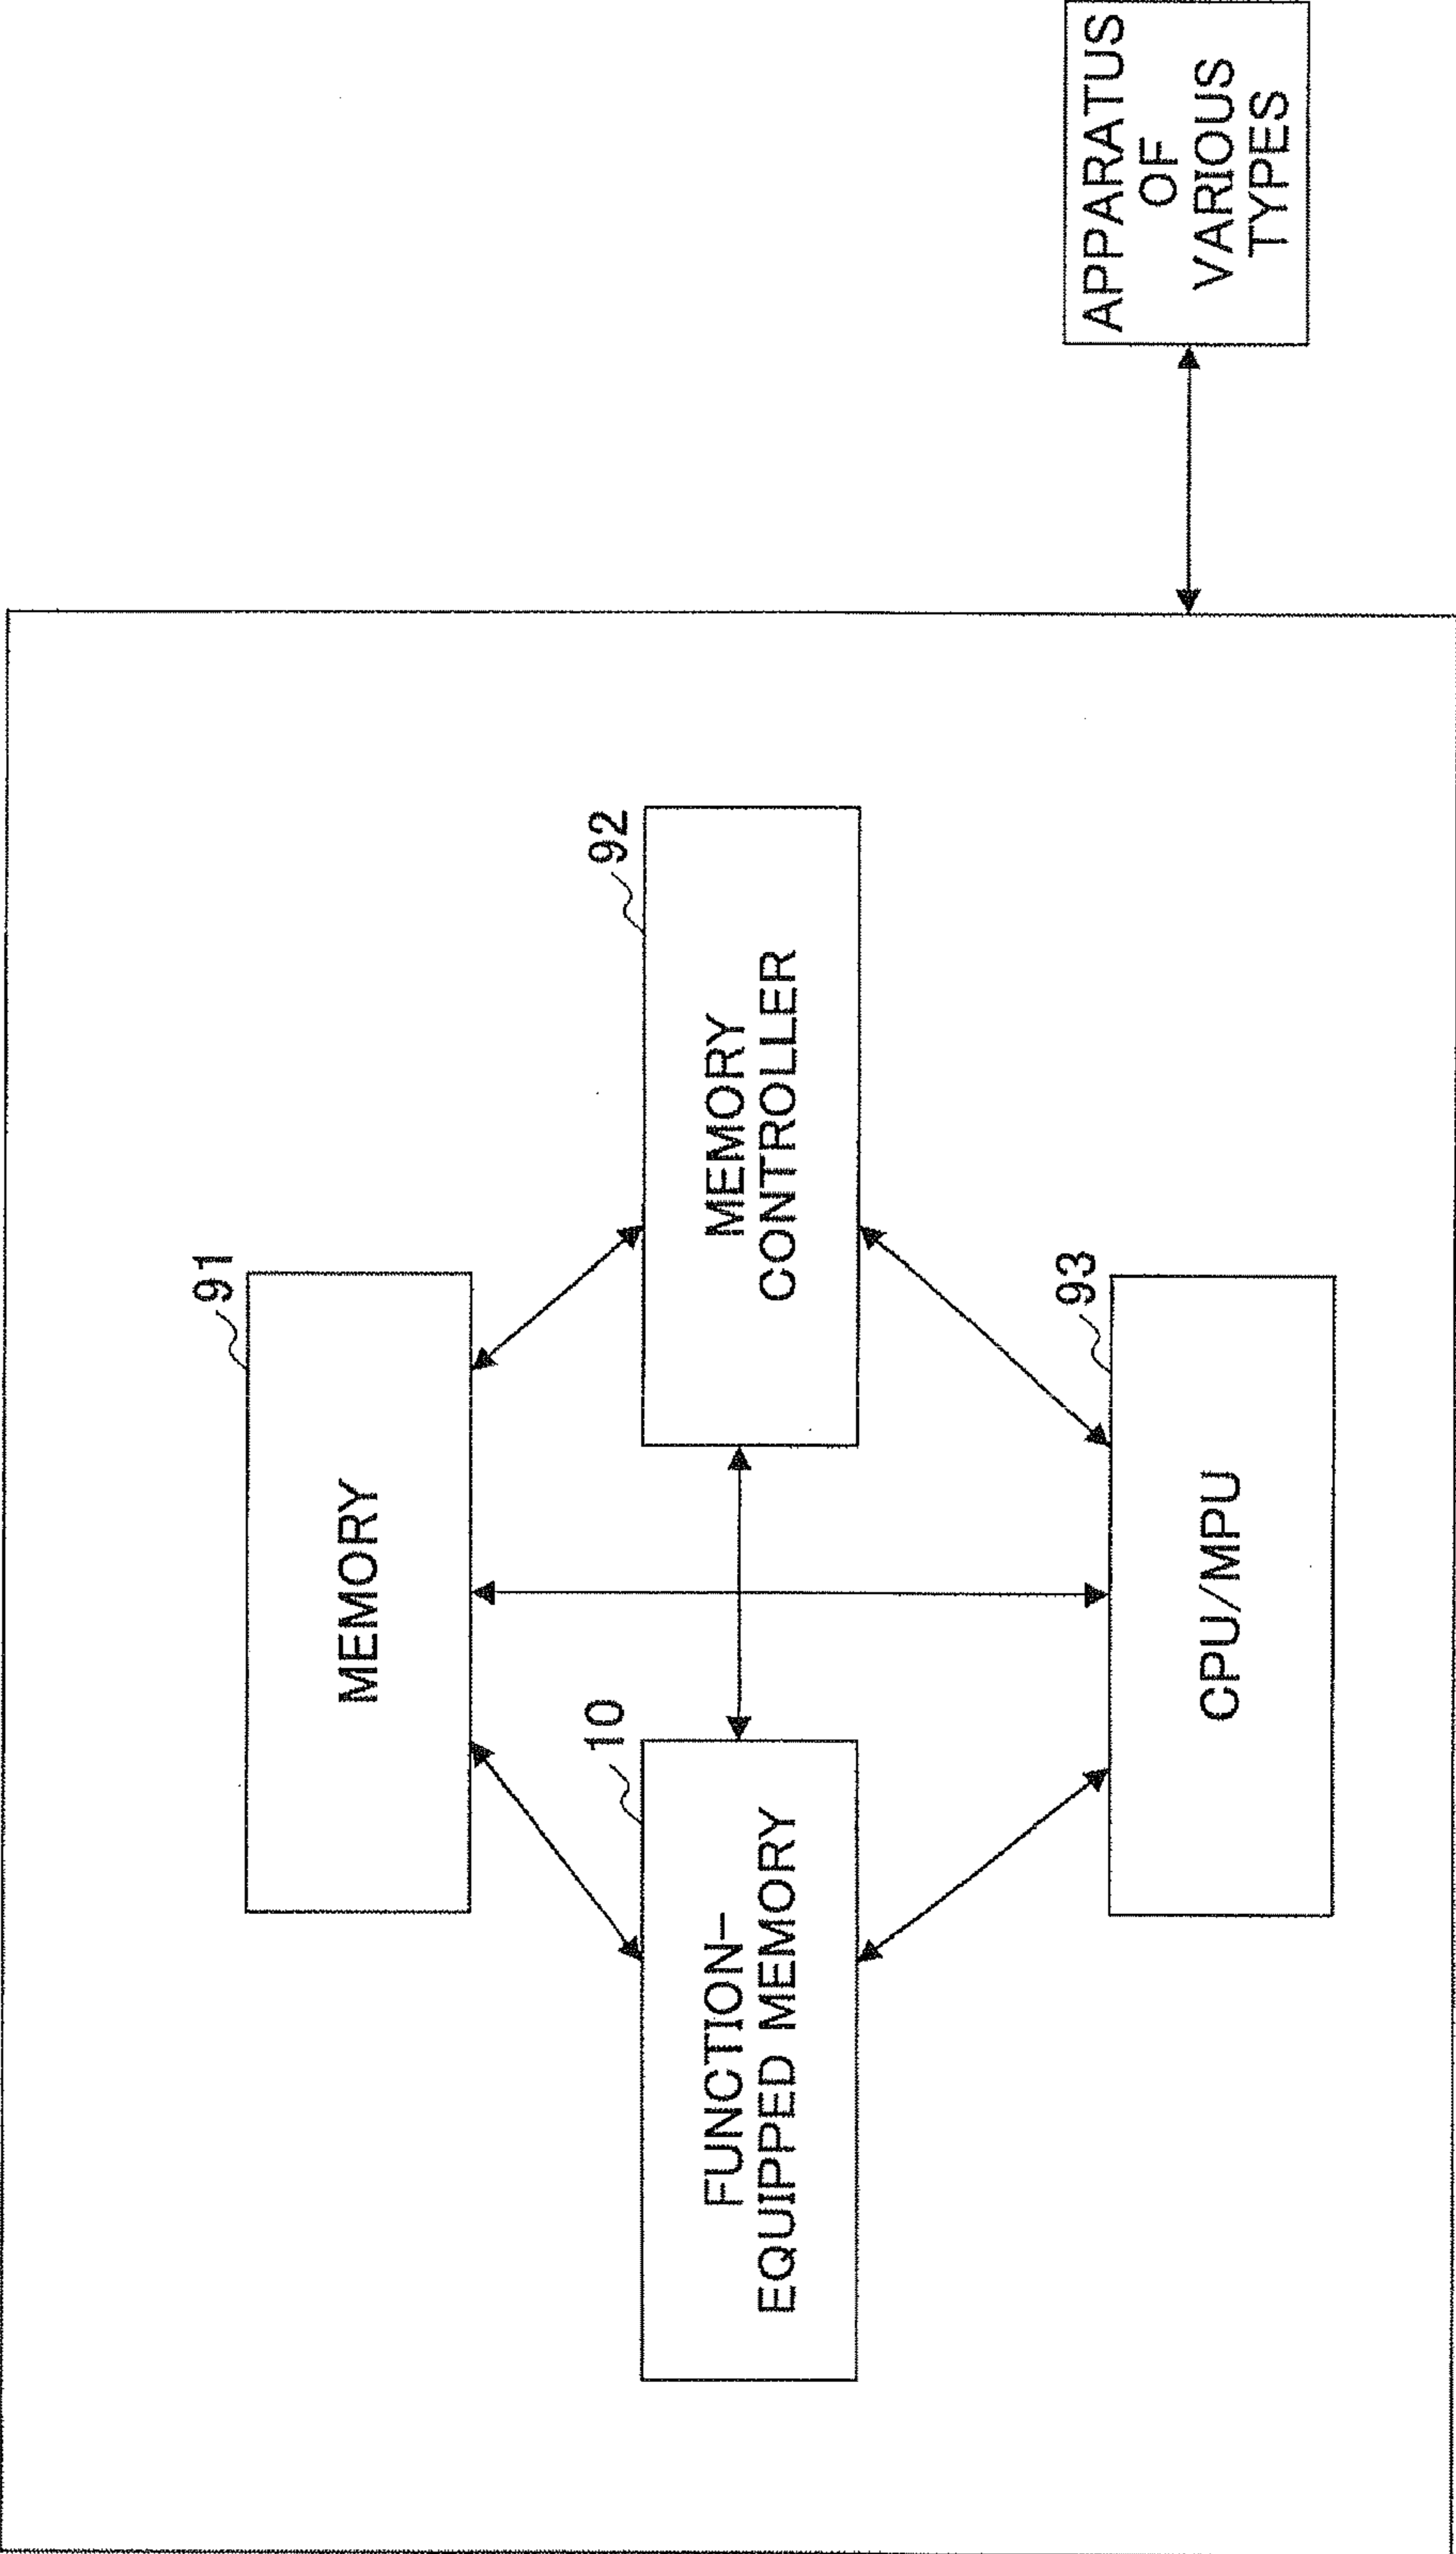 91
MEMORY
10
FUNCTION-
EQUIPPED MEMORY
92
MEMORY
CONTROLLER
93
CPU/MPU
APPARATUS
OF
VARIOUS
TYPES